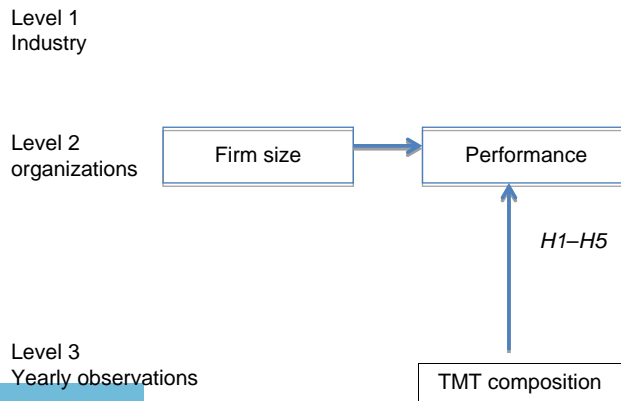 Level 1
Industry
Level 2
organizations
Firm size
Performance
H1–H5
Level 3
Yearly observations
TMT composition